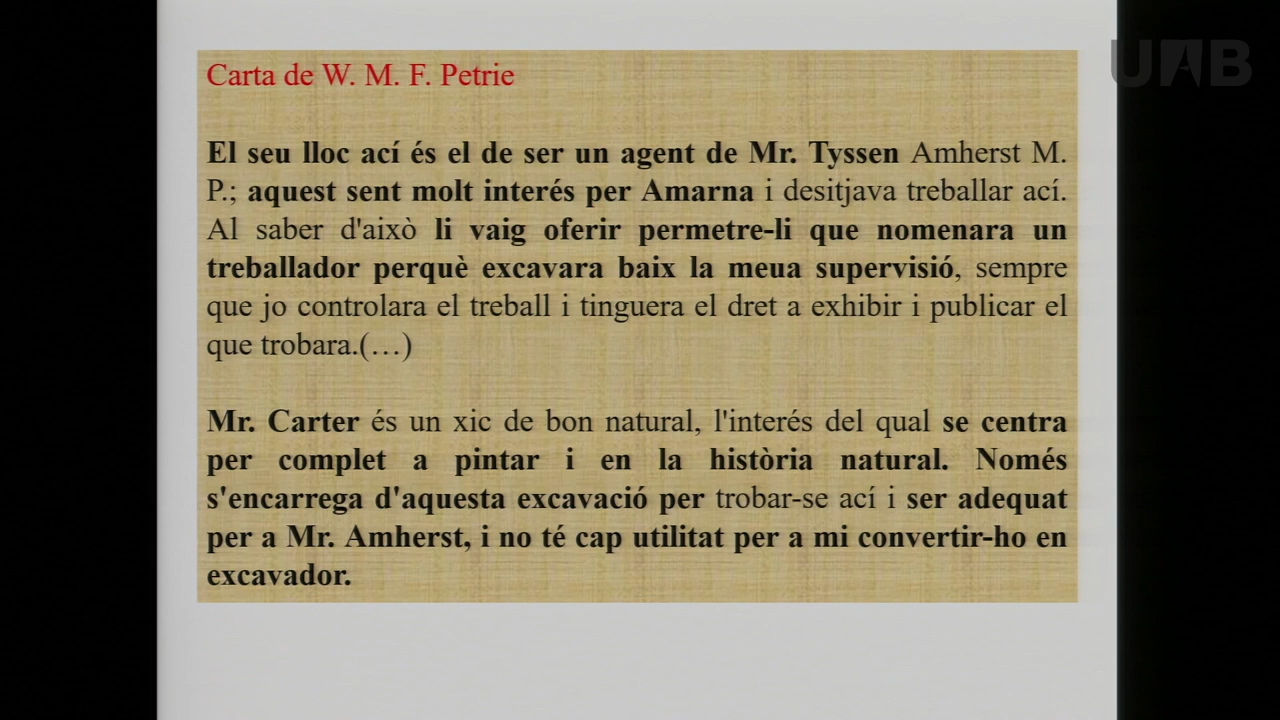 UAB
Carta de W. M. F. Petrie
El seu lloc ací és el de ser un agent de Mr. Tyssen Amherst M.
P.; aquest sent molt interés per Amarna i desitjava treballar ací.
Al saber d'això li vaig oferir permetre-li que nomenara un
treballador perquè excavara baix la meua supervisió, sempre
que jo controlara el treball i tinguera el dret a exhibir i publicar el
que trobara.(…)
Mr. Carter és un xic de bon natural, l'interés del qual se centra
per complet a pintar i en la història natural. Només
s'encarrega d'aquesta excavació per trobar-se ací i ser adequat
per a Mr. Amherst, i no té cap utilitat per a mi convertir-ho en
excavador.